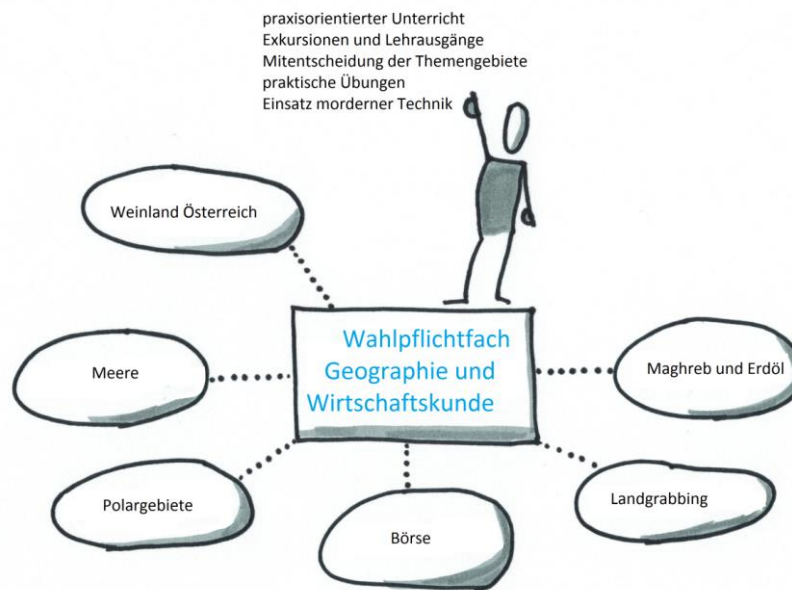 praxisorientierter Unterricht
Exkursionen und Lehrausgänge
Mitentscheidung der Themengebiete
praktische Übungen
Einsatz morderner Technik
Weinland Österreich
Wahlpflichtfach
Geographie und
Wirtschaftskunde
Meere
Maghreb und Erdöl
Polargebiete
Börse
Landgrabbing